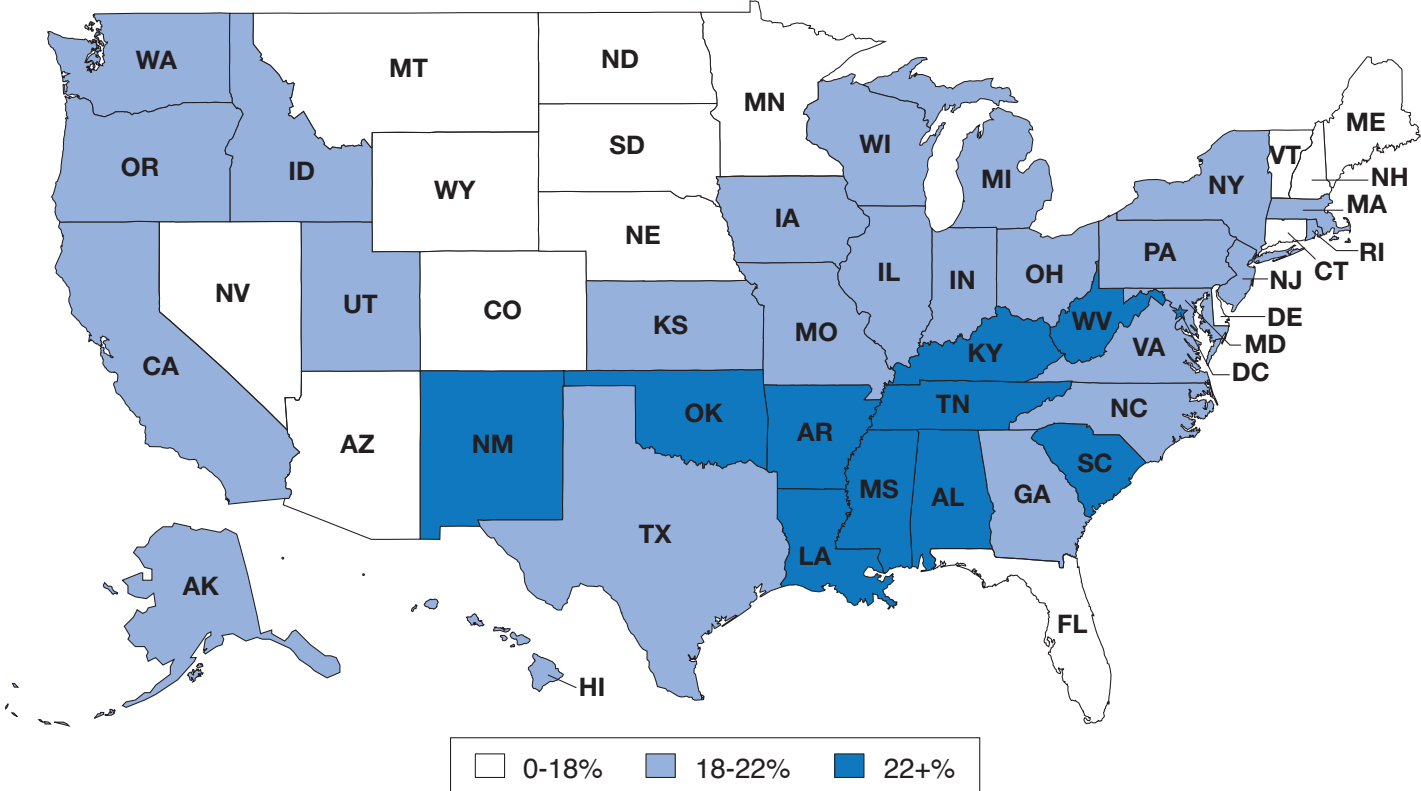 WA
MT
ND
MN
ME
VT
NH
OR
ID
SD
WI
MI
NY
MA
WY
IA
NE
PA
RI
CT
NV
UT
CO
IL
IN
OH
NJ
KS
MO
WV
DE
CA
KY
VA
MD
DC
OK
TN
NC
AZ
NM
AR
SC
MS
AL
GA
TX
LA
AK
FL
HI
0-18%
18-22%
22+%